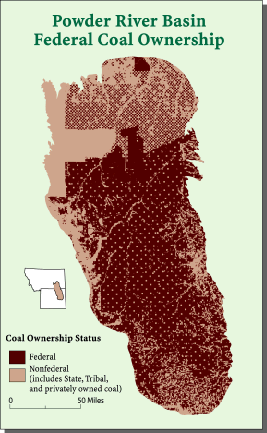 Powder River Basin
Federal Coal Ownership
Coal Ownership Status
Federal
Nonfederal
(includes State, Tribal,
and privately owned coal)
0 50 Miles